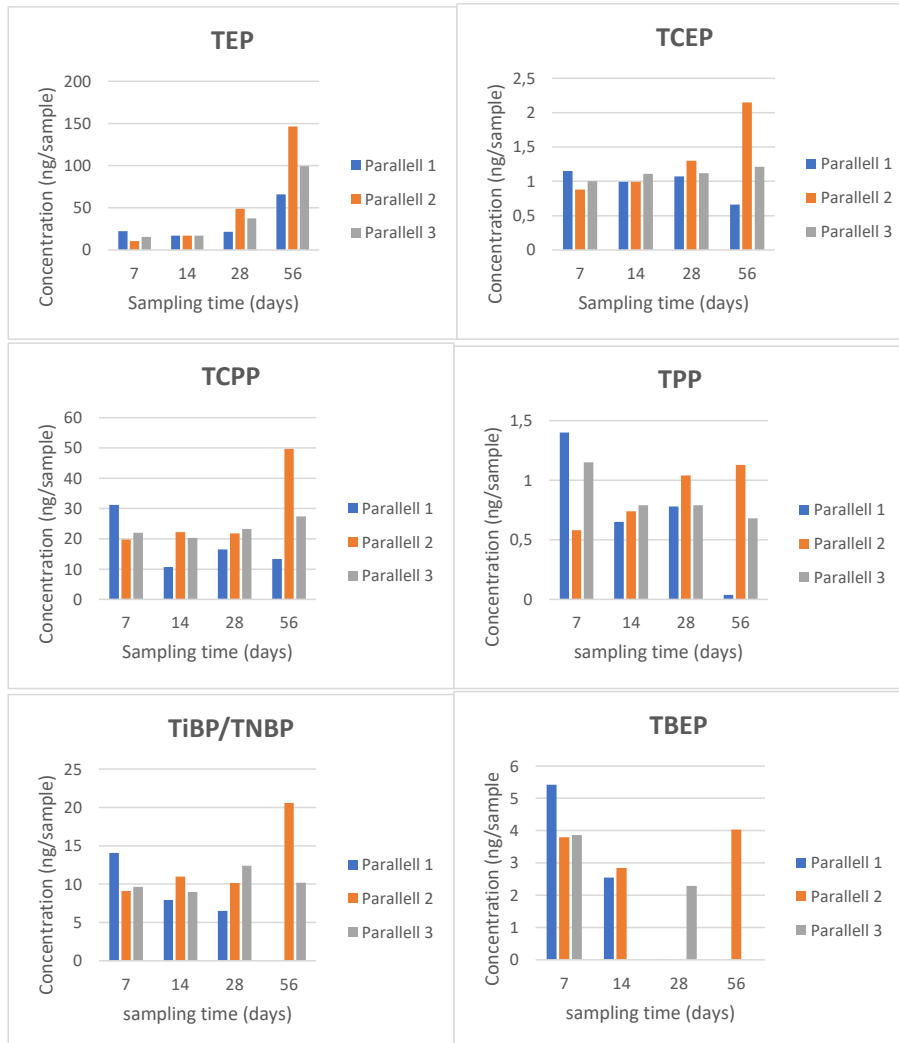 TEP
Concentration (ng/sample)
200
150
100
50
0
7 14 28 56
Sampling time (days)
Parallell 1
Parallell 2
Parallell 3
TCEP
Concentration (ng/sample)
2,5
2
1,5
1
0,5
0
7 14 28 56
Sampling time (days)
Parallell 1
Parallell 2
Parallell 3
TCPP
Concentration (ng/sample)
60
50
40
30
20
10
0
7 14 28 56
Sampling time (days)
Parallell 1
Parallell 2
Parallell 3
TPP
Concentration (ng/sample)
1,5
1
0,5
0
7 14 28 56
sampling time (days)
Parallell 1
Parallell 2
Parallell 3
TiBP/TNBP
Concentration (ng/sample)
25
20
15
10
5
0
7 14 28 56
sampling time (days)
Parallell 1
Parallell 2
Parallell 3
TBEP
Concentration (ng/sample
6
5
4
3
2
1
0
7 14 28 56
sampling time (days)
Parallell 1
Parallell 2
Parallell 3